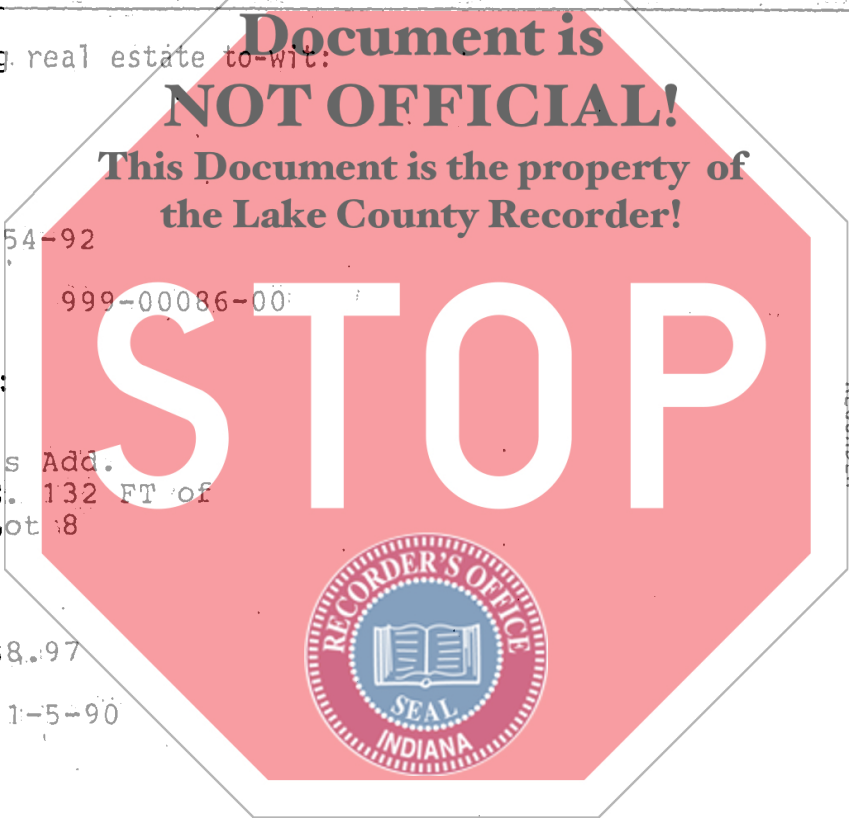 Document is
real estate to-wit:
NOT OFFICIAL!
This Document is the property of
the Lake County Recorder!
54-92
999-00086-00
STOP
s Add.
132 FT of
ot 8
8.97
1-5-90
RECORDER'S OFFICE
SEAL
INDIANA